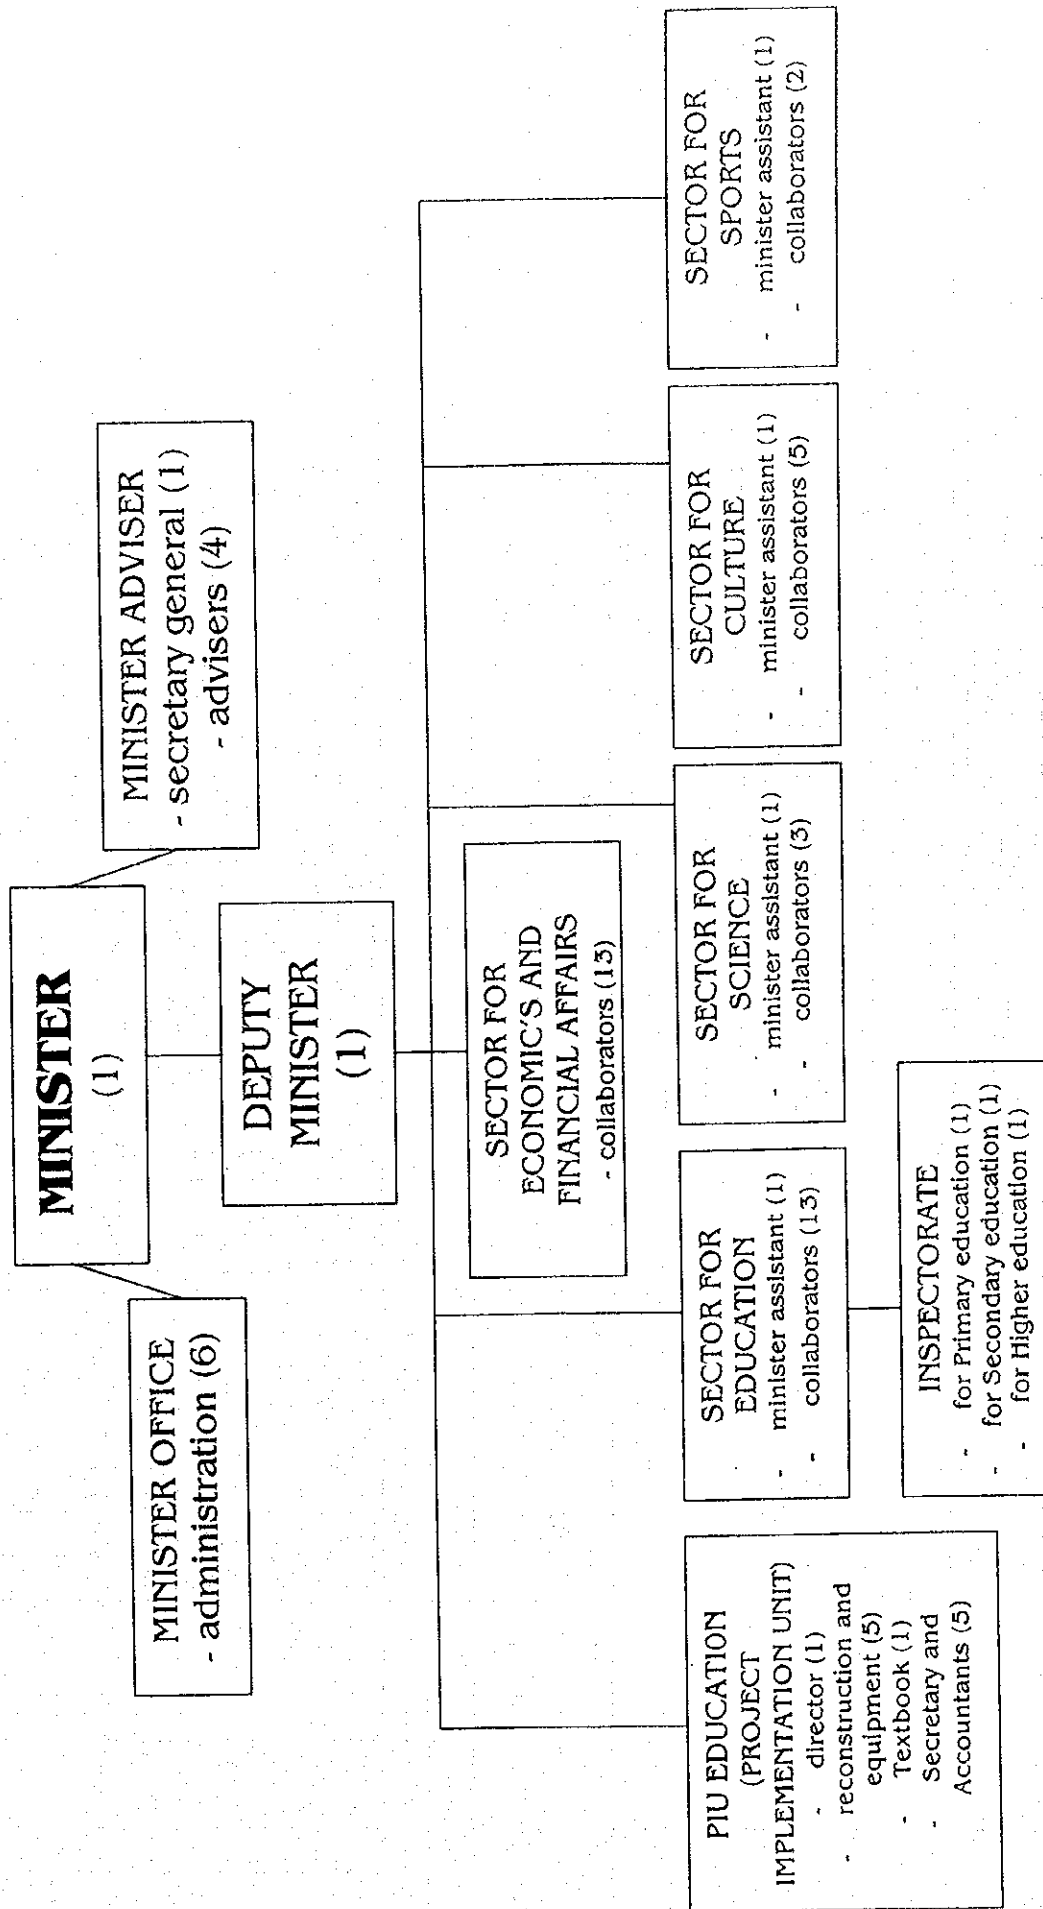 MINISTER
(1)
MINISTER OFFICE
- administration (6)
MINISTER ADVISER
- secretary general (1)
- advisers (4)
DEPUTY
MINISTER
(1)
SECTOR FOR
ECONOMIC'S AND
FINANCIAL AFFAIRS
- collaborators (13)
PIU EDUCATION
(PROJECT
IMPLEMENTATION UNIT)
- director (1)
- reconstruction and
equipment (5)
- Textbook (1)
- Secretary and
Accountants (5)
SECTOR FOR
EDUCATION
- minister assistant (1)
- collaborators (13)
SECTOR FOR
SCIENCE
- minister assistant (1)
- collaborators (3)
SECTOR FOR
CULTURE
- minister assistant (1)
- collaborators (5)
SECTOR FOR
SPORTS
- minister assistant (1)
- collaborators (2)
INSPECTORATE
- for Primary education (1)
- for Secondary education (1)
- for Higher education (1)